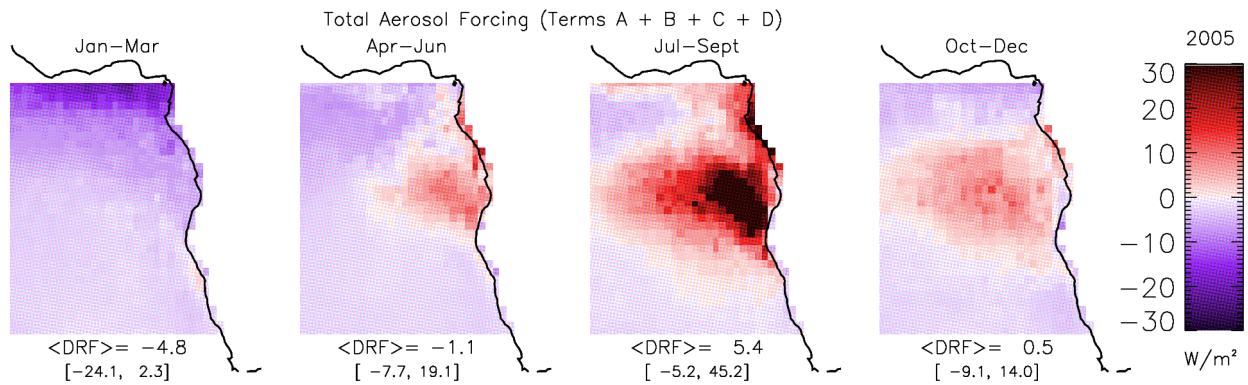 Total Aerosol Forcing (Terms A + B + C + D)
Jan-Mar
Apr-Jun
Jul-Sept
Oct-Dec
2005
30
20
10
0
-10
-20
-30
W/m²
<DRF>= -4.8
[-24.1, 2.3]
<DRF>= -1.1
[ -7.7, 19.1]
<DRF>= 5.4
[ -5.2, 45.2]
<DRF>= 0.5
[ -9.1, 14.0]